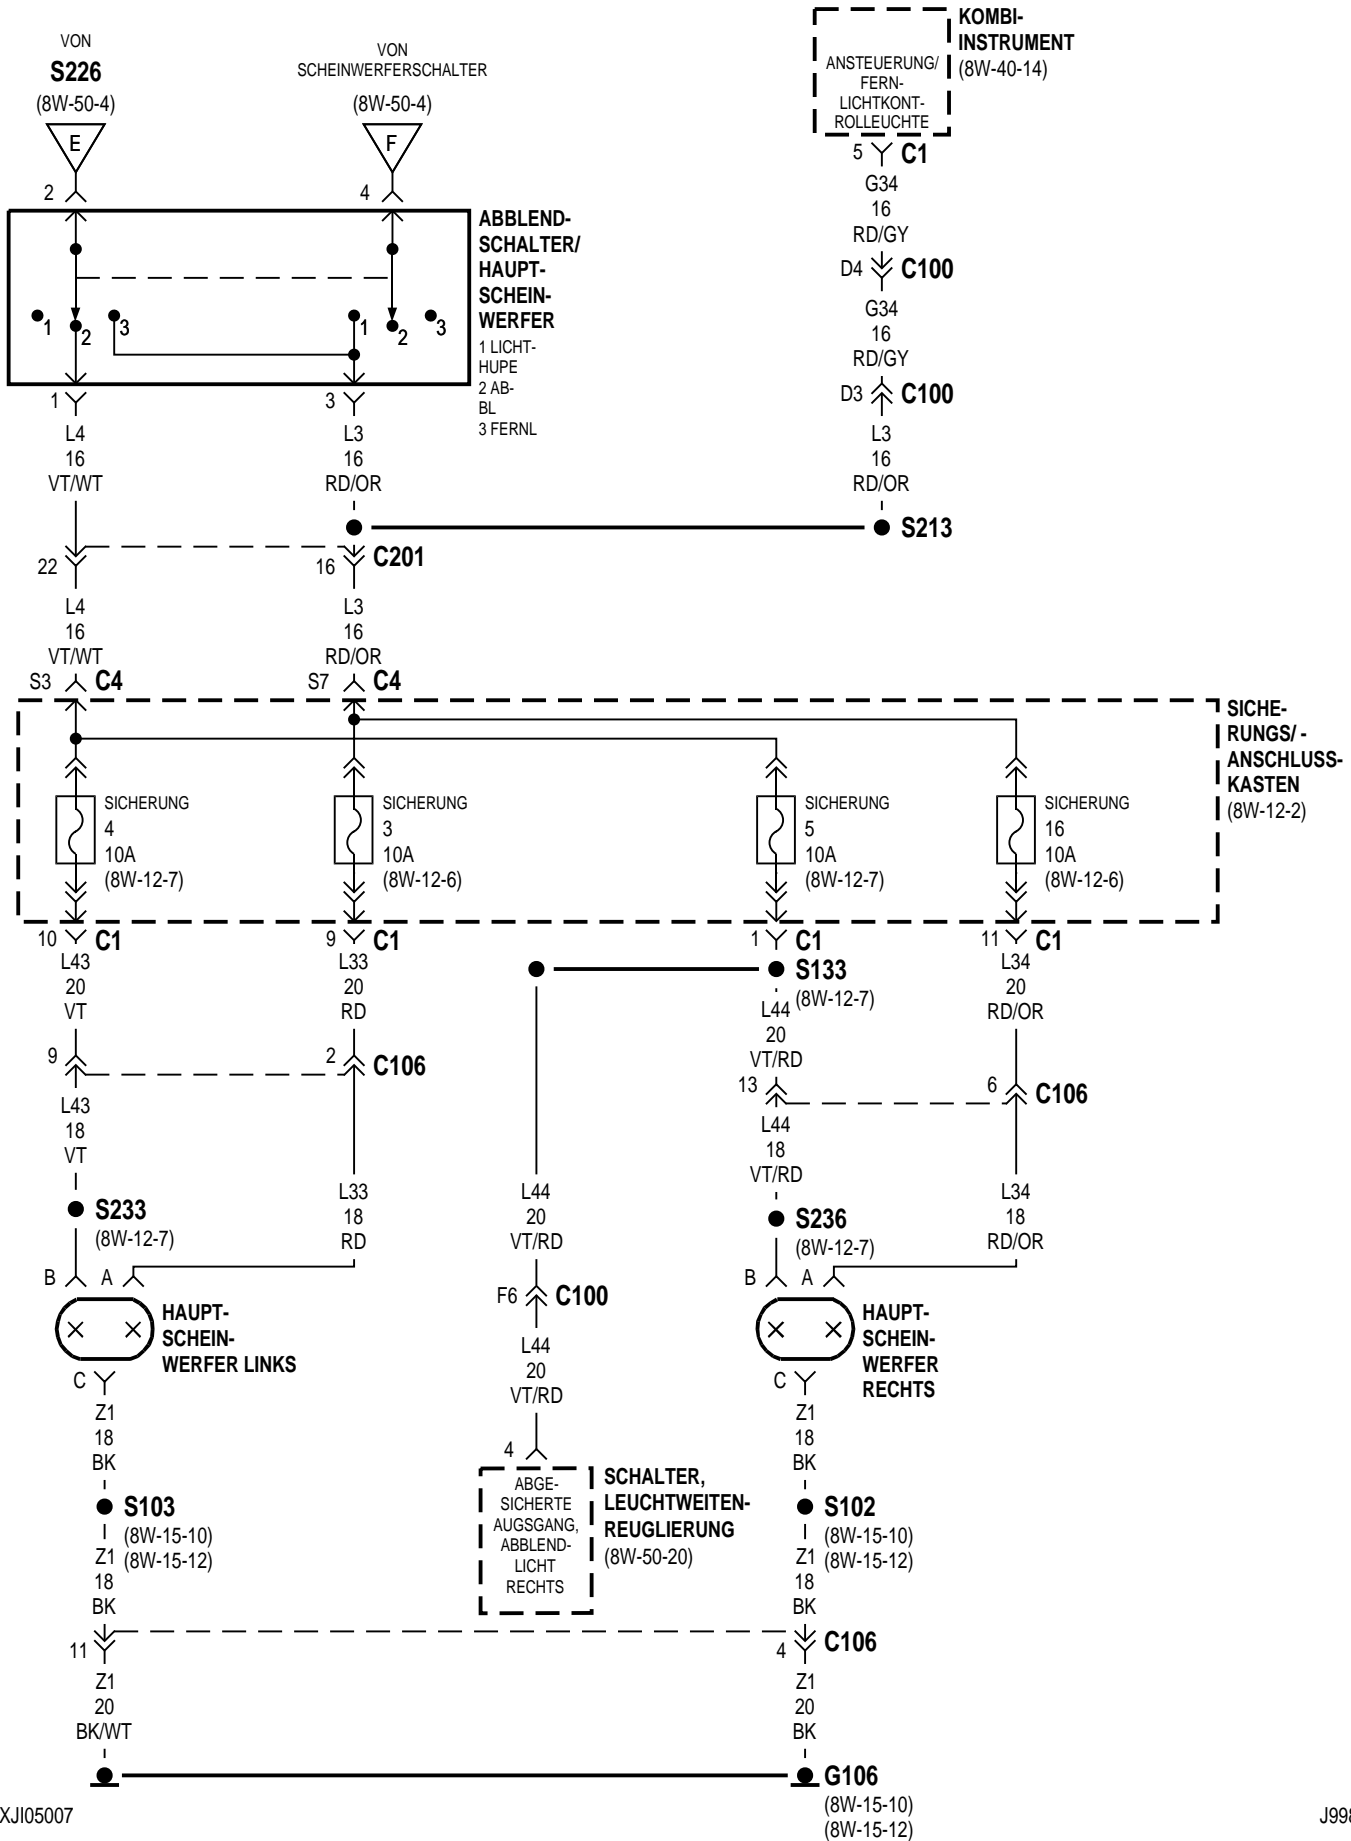 VON
S226
(8W-50-4)
E
2
VON
SCHEINWERFERSCHALTER
(8W-50-4)
F
4
KOMBI-
INSTRUMENT
(8W-40-14)
ANSTEUERUNG/
FERN-
LICHTKONT-
ROLLEUCHTE
5 C1
G34
16
RD/GY
D4 C100
G34
16
RD/GY
D3 C100
L3
16
RD/OR
S213
ABBLEND-
SCHALTER/
HAUPT-
SCHEIN-
WERFER
1 LICHT-
HUPE
2 AB-
BL
3 FERNL
1 2 3 1 2 3
1
L4
16
VT/WT
3
L3
16
RD/OR
22
16 C201
L4
16
VT/WT
L3
16
RD/OR
S3 C4
S7 C4
SICHE-
RUNGS/ -
ANSCHLUSS-
KASTEN
(8W-12-2)
SICHERUNG
4
10A
(8W-12-7)
SICHERUNG
3
10A
(8W-12-6)
SICHERUNG
5
10A
(8W-12-7)
SICHERUNG
16
10A
(8W-12-6)
10 C1
L43
20
VT
9 C1
L33
20
RD
1 C1
S133
(8W-12-7)
L44
20
VT/RD
11 C1
L34
20
RD/OR
9
2 C106
13
6 C106
L43
18
VT
S233
(8W-12-7)
L33
18
RD
L44
20
VT/RD
L44
18
VT/RD
S236
(8W-12-7)
L34
18
RD/OR
B A
HAUPT-
SCHEIN-
WERFER LINKS
C
F6 C100
L44
20
VT/RD
4
B A
HAUPT-
SCHEIN-
WERFER
RECHTS
C
Z1
18
BK
S103
(8W-15-10)
(8W-15-12)
Z1
18
BK
ABGE-
SICHERTE
AUGSGANG,
ABBLEND-
LICHT
RECHTS
SCHALTER,
LEUCHTWEITEN-
REUGLIERUNG
(8W-50-20)
Z1
18
BK
S102
(8W-15-10)
(8W-15-12)
Z1
18
BK
11
4 C106
Z1
20
BK/WT
Z1
20
BK
G106
(8W-15-10)
(8W-15-12)
XJI05007
J998